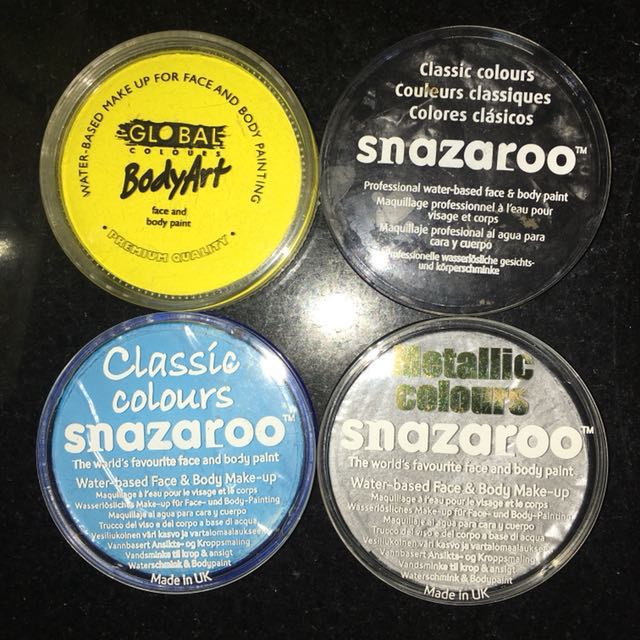 WATER-BASED MAKE UP FOR FACE AND BODY PAINTING
GLOBAL
COLOURS
BodyArt
face and
body paint
• PREMIUM QUALITY •
Classic colours
Couleurs classiques
Colores clásicos
snazaroo™
Professional water-based face & body paint
Maquillage professionnel à l'eau pour
visage et corps
Maquillaje profesional al agua para
cara y cuerpo
Professionelle wasserlösliche gesichts-
und körperschminke
Classic
colours
snazaroo™
The world's favourite face and body paint
Water-based Face & Body Make-up
Maquillage à l'eau pour le visage et le corps
Wasserlösliches Make-up für Face- und Body-Painting
Maquillaje al agua para cara y cuerpo
Trucco del viso e del corpo a base di acqua
Vesiliukoinen väri kasvo ja vartalomaalaukseen
Vannbasert Ansikts- og Kroppsmaling
Vandsminke til krop & ansigt
Waterschmink & Bodypaint
Made in UK
Metallic
colours
snazaroo™
The world's favourite face and body paint
Water-based Face & Body Make-up
Maquillage à l'eau pour le visage et le corps
Wasserlösliches Make-up für Face- und Body-Painting
Maquillaje al agua para cara y cuerpo
Trucco del viso e del corpo a base di acqua
Vesiliukoinen väri kasvo ja vartalomaalaukseen
Vannbasert Ansikts- og Kroppsmaling
Vandsminke til krop & ansigt
Waterschmink & Bodypaint
Made in UK